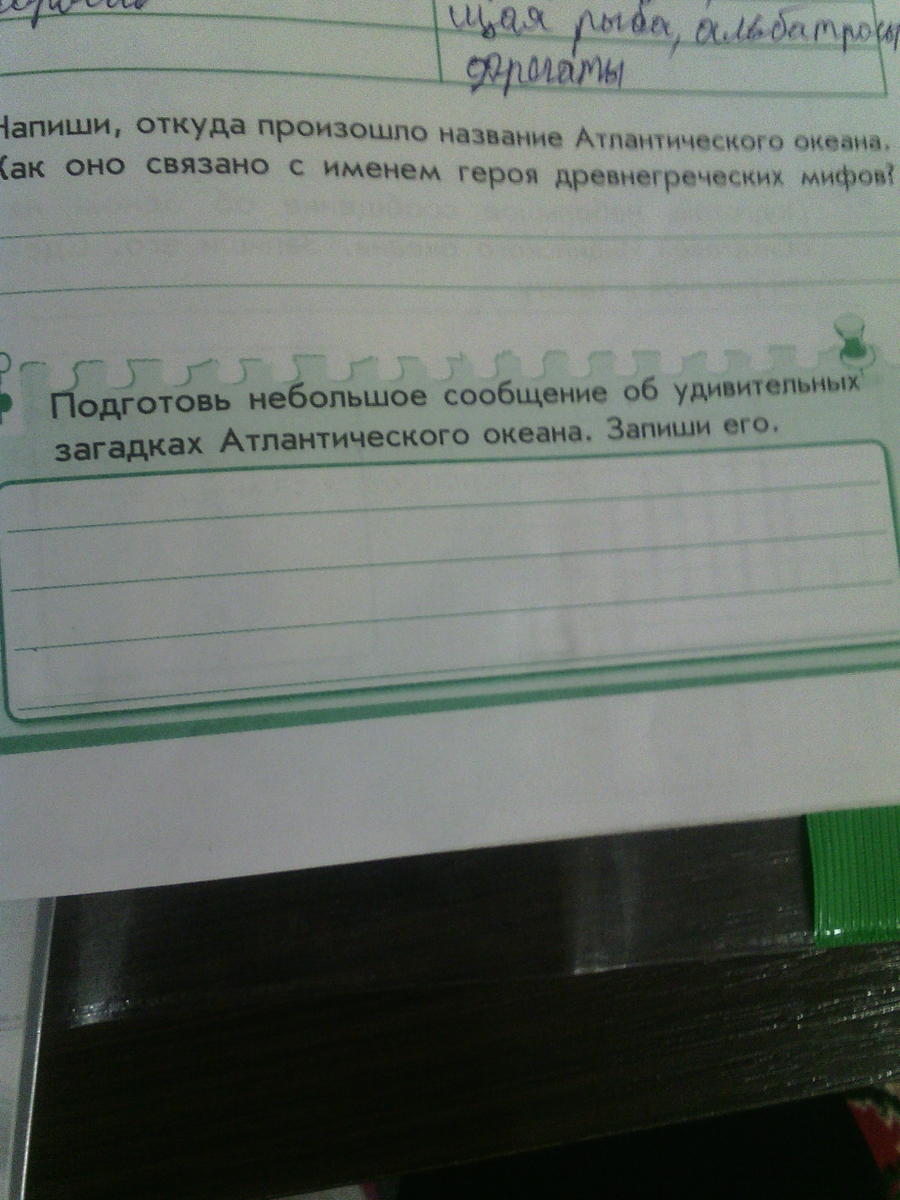 щая рыба, альбатросы
фрегаты
Напиши, откуда произошло название Атлантического океана.
Как оно связано с именем героя древнегреческих мифов?
Подготовь небольшое сообщение об удивительных
загадках Атлантического океана. Запиши его.